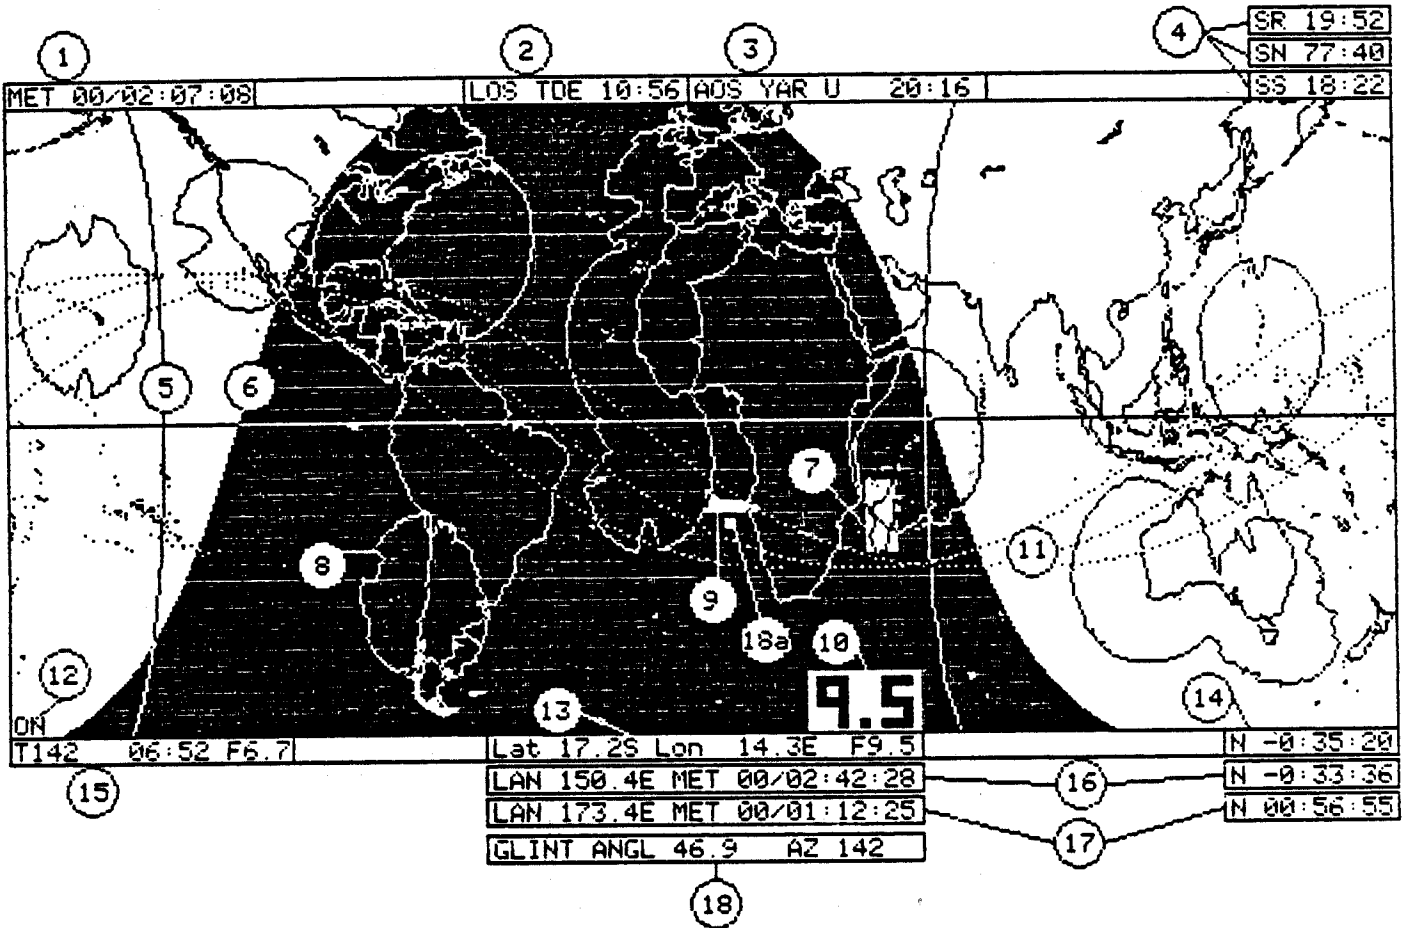 4
SR 19:52
1
2
3
SN 77:40
MET 00/02:07:08
LOS TDE 10:56
AOS YAR U 20:16
SS 18:22
5
6
7
8
11
9
18a
10
12
14
9.5
13
ON
T142 06:52 F6.7
Lat 17.2S Lon 14.3E F9.5
N -0:35:20
15
LAN 150.4E MET 00/02:42:28
16
N -0:33:36
LAN 173.4E MET 00/01:12:25
N 00:56:55
17
GLINT ANGL 46.9 AZ 142
18